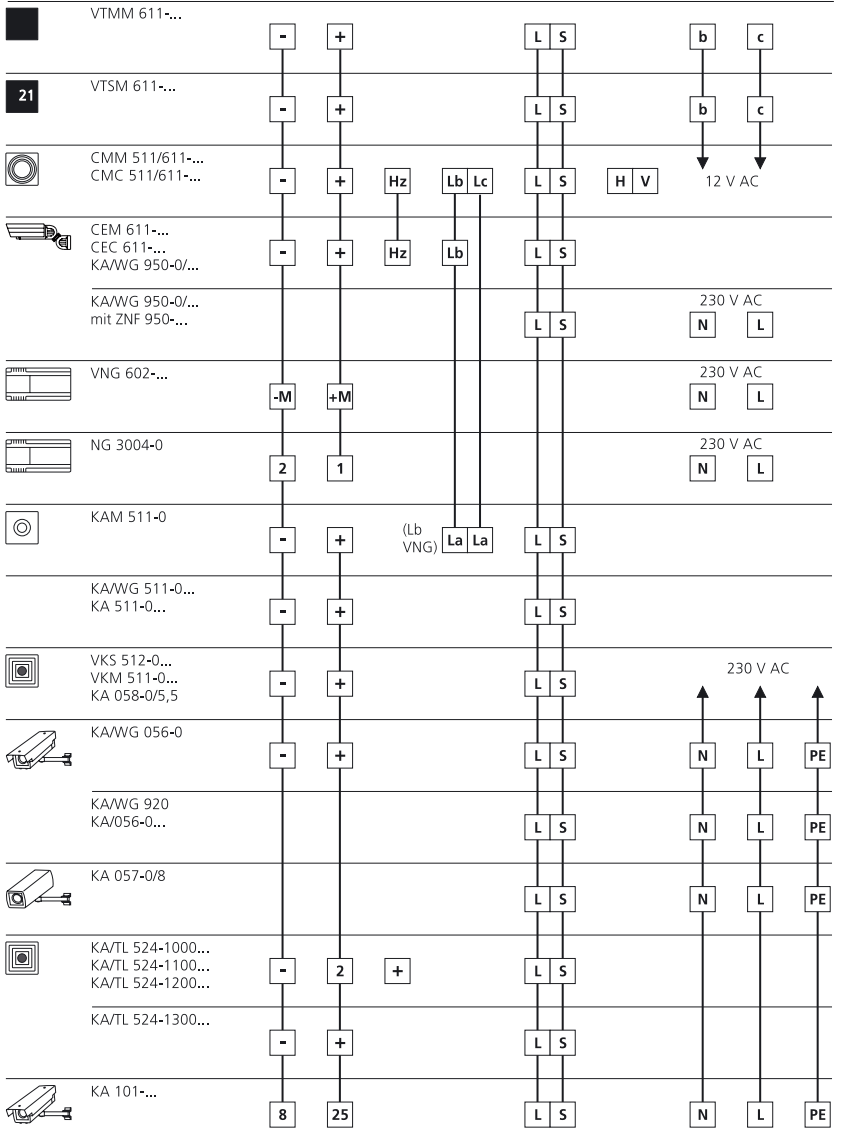 VTMM 611-...
- + L S b c
21 VTSM 611-...
- + L S b c
CMM 511/611-...
CMC 511/611-...
- + Hz Lb Lc L S H V 12 V AC
CEM 611-...
CEC 611-...
KA/WG 950-0/...
- + Hz Lb L S
KA/WG 950-0/... 230 V AC
mit ZNF 950-...
L S N L
VNG 602-... 230 V AC
-M +M N L
NG 3004-0 230 V AC
2 1 N L
KAM 511-0
(Lb
VNG)
- + La La L S
KA/WG 511-0...
KA 511-0...
- + L S
VKS 512-0...
VKM 511-0...
KA 058-0/5,5
230 V AC
- + L S
KA/WG 056-0
- + L S N L PE
KA/WG 920
KA/056-0...
L S N L PE
KA 057-0/8
L S N L PE
KA/TL 524-1000...
KA/TL 524-1100...
KA/TL 524-1200...
- 2 + L S
KA/TL 524-1300...
- + L S
KA 101-...
8 25 L S N L PE